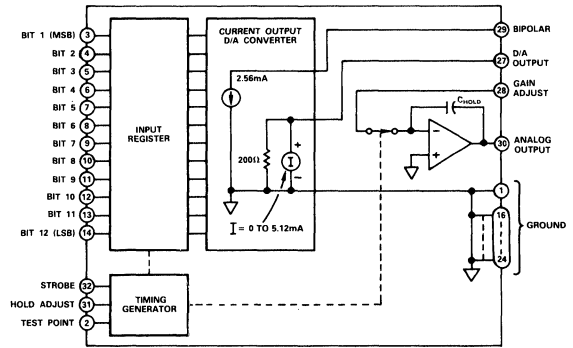 BIT 1 (MSB) 3
BIT 2 4
BIT 3 5
BIT 4 6
BIT 5 7
BIT 6 8
BIT 7 9
BIT 8 10
BIT 9 11
BIT 10 12
BIT 11 13
BIT 12 (LSB) 14
STROBE 32
HOLD ADJUST 31
TEST POINT 2
INPUT
REGISTER
TIMING
GENERATOR
CURRENT OUTPUT
D/A CONVERTER
2.56mA
200Ω
+
I
−
I = 0 TO 5.12mA
CHOLD
−
+
29 BIPOLAR
27 D/A
OUTPUT
28 GAIN
ADJUST
30 ANALOG
OUTPUT
1
16
24
GROUND